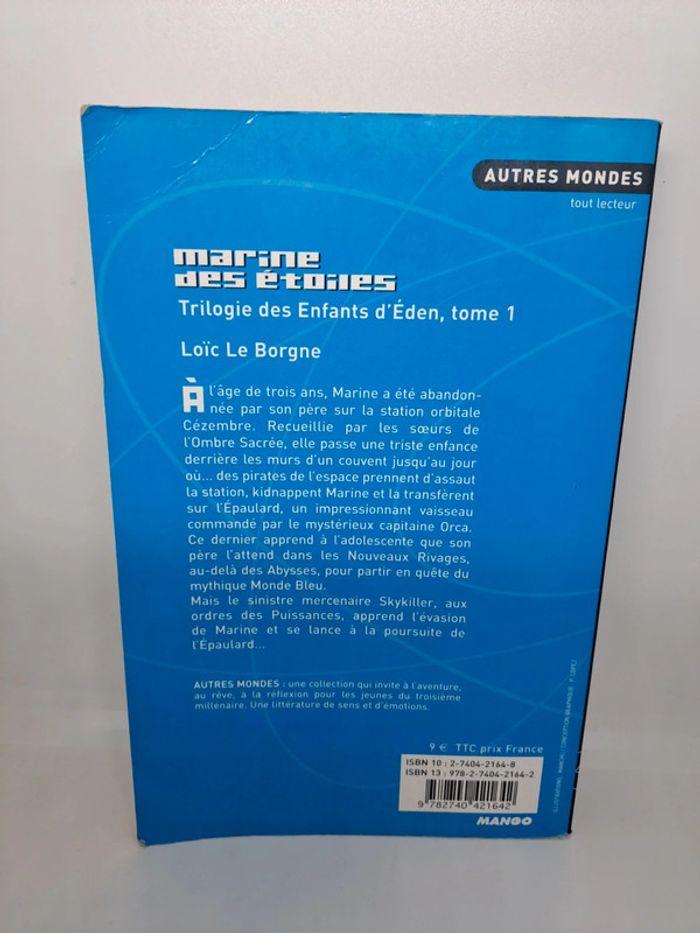 AUTRES MONDES
tout lecteur
marine
des étoiles
Trilogie des Enfants d'Éden, tome 1
Loïc Le Borgne
À l'âge de trois ans, Marine a été abandon-
née par son père sur la station orbitale
Cézembre. Recueillie par les sœurs de
l'Ombre Sacrée, elle passe une triste enfance
derrière les murs d'un couvent jusqu'au jour
où... des pirates de l'espace prennent d'assaut
la station, kidnappent Marine et la transfèrent
sur l'Épaulard, un impressionnant vaisseau
commandé par le mystérieux capitaine Orca.
Ce dernier apprend à l'adolescente que son
père l'attend dans les Nouveaux Rivages,
au-delà des Abysses, pour partir en quête du
mythique Monde Bleu.
Mais le sinistre mercenaire Skykiller, aux
ordres des Puissances, apprend l'évasion
de Marine et se lance à la poursuite de
l'Épaulard...
AUTRES MONDES : une collection qui invite à l'aventure,
au rêve, à la réflexion pour les jeunes du troisième
millénaire. Une littérature de sens et d'émotions.
9 € TTC prix France
ISBN 10 : 2-7404-2164-8
ISBN 13 : 978-2-7404-2164-2
9 782740 421642
MANGO
ILLUSTRATIONS : MANCHU / CONCEPTION GRAPHIQUE : F. LOPEZ